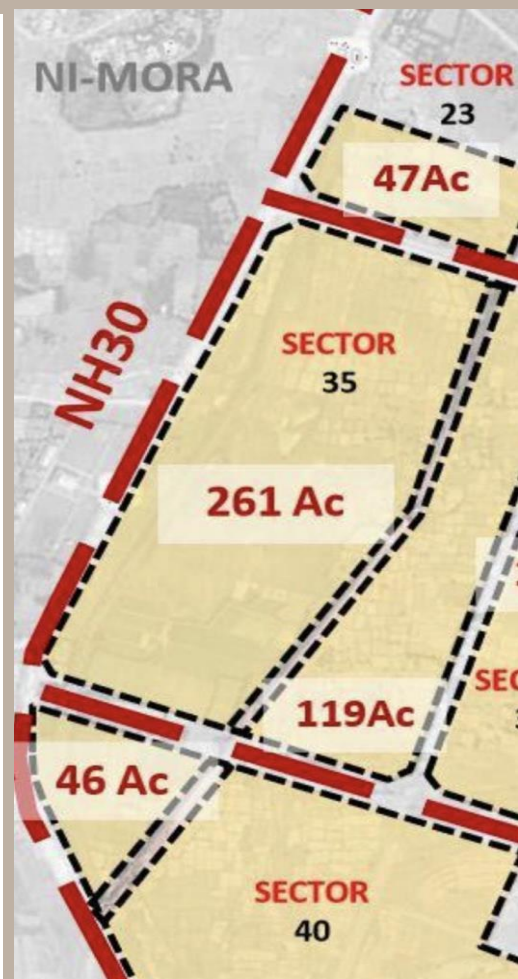 NI-MORA
SECTOR
23
47Ac
NH30
SECTOR
35
261 Ac
119Ac
46 Ac
SECTOR
40